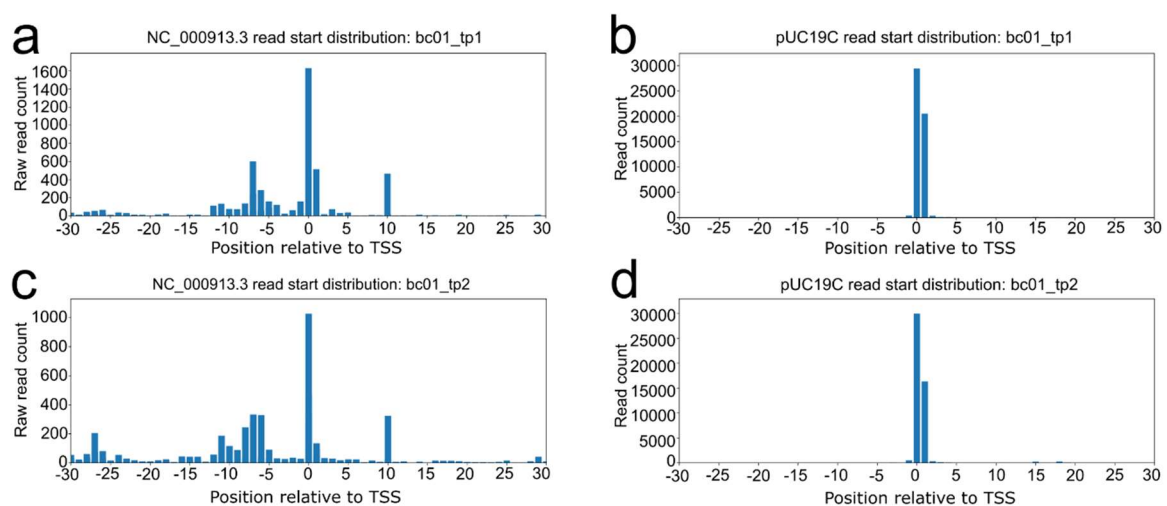 a
NC_000913.3 read start distribution: bc01_tp1
Raw read count
1600
1400
1200
1000
800
600
400
200
0
-30 -25 -20 -15 -10 -5 0 5 10 15 20 25 30
Position relative to TSS
b
pUC19C read start distribution: bc01_tp1
Read count
30000
25000
20000
15000
10000
5000
0
-30 -25 -20 -15 -10 -5 0 5 10 15 20 25 30
Position relative to TSS
c
NC_000913.3 read start distribution: bc01_tp2
Raw read count
1000
800
600
400
200
0
-30 -25 -20 -15 -10 -5 0 5 10 15 20 25 30
Position relative to TSS
d
pUC19C read start distribution: bc01_tp2
Read count
30000
25000
20000
15000
10000
5000
0
-30 -25 -20 -15 -10 -5 0 5 10 15 20 25 30
Position relative to TSS